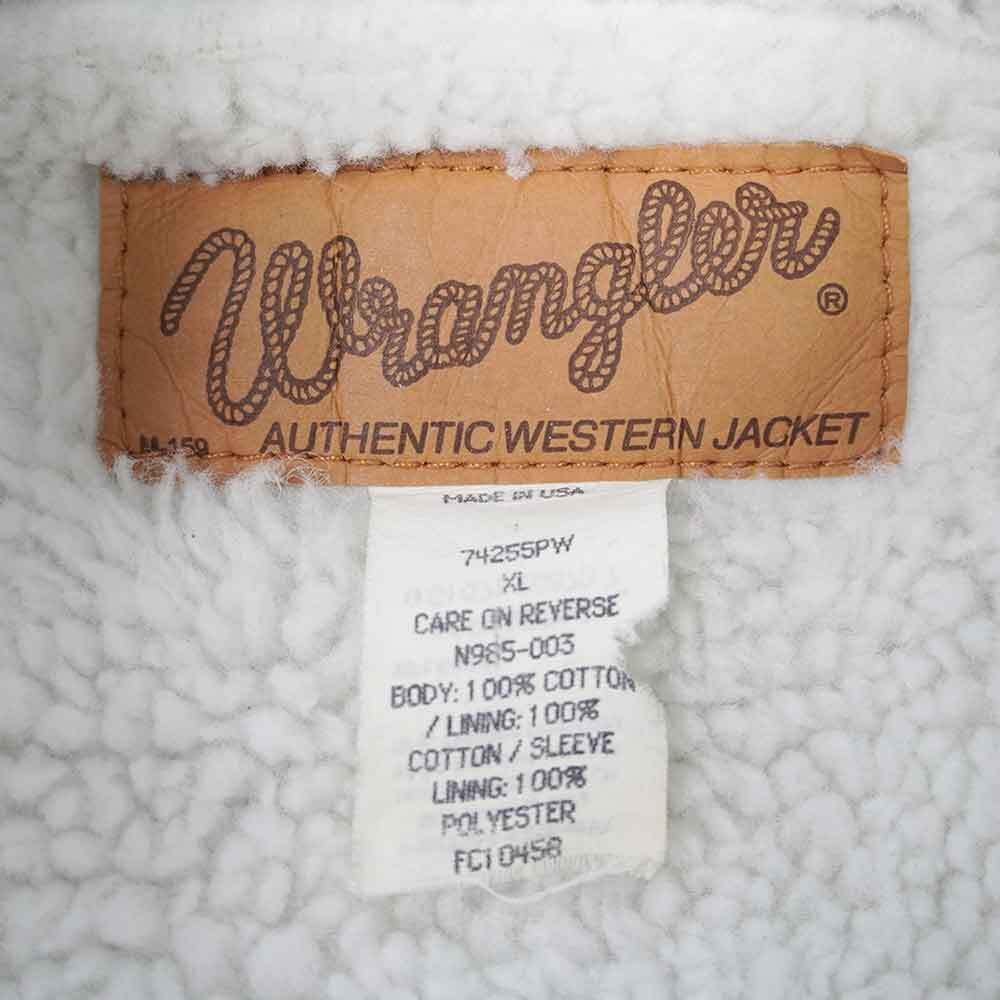 Wrangler
®
M-159 AUTHENTIC WESTERN JACKET
MADE IN USA
74255PW
XL
CARE ON REVERSE
N985-003
BODY: 100% COTTON
/ LINING: 100%
COTTON / SLEEVE
LINING: 100%
POLYESTER
FC10458